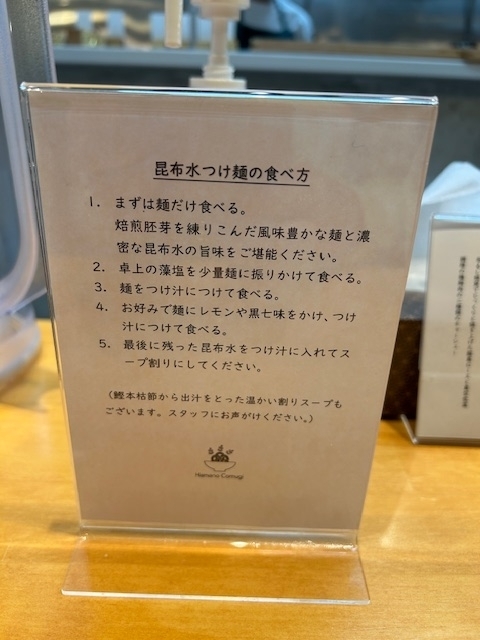 昆布水つけ麺の食べ方
1. まずは麺だけ食べる。
焙煎胚芽を練りこんだ風味豊かな麺と濃
密な昆布水の旨味をご堪能ください。
2. 卓上の藻塩を少量麺に振りかけて食べる。
3. 麺をつけ汁につけて食べる。
4. お好みで麺にレモンや黒七味をかけ、つけ
汁につけて食べる。
5. 最後に残った昆布水をつけ汁に入れてス
ープ割りにしてください。
(鰹本枯節から出汁をとった温かい割りスープも
ございます。スタッフにお声がけください。)